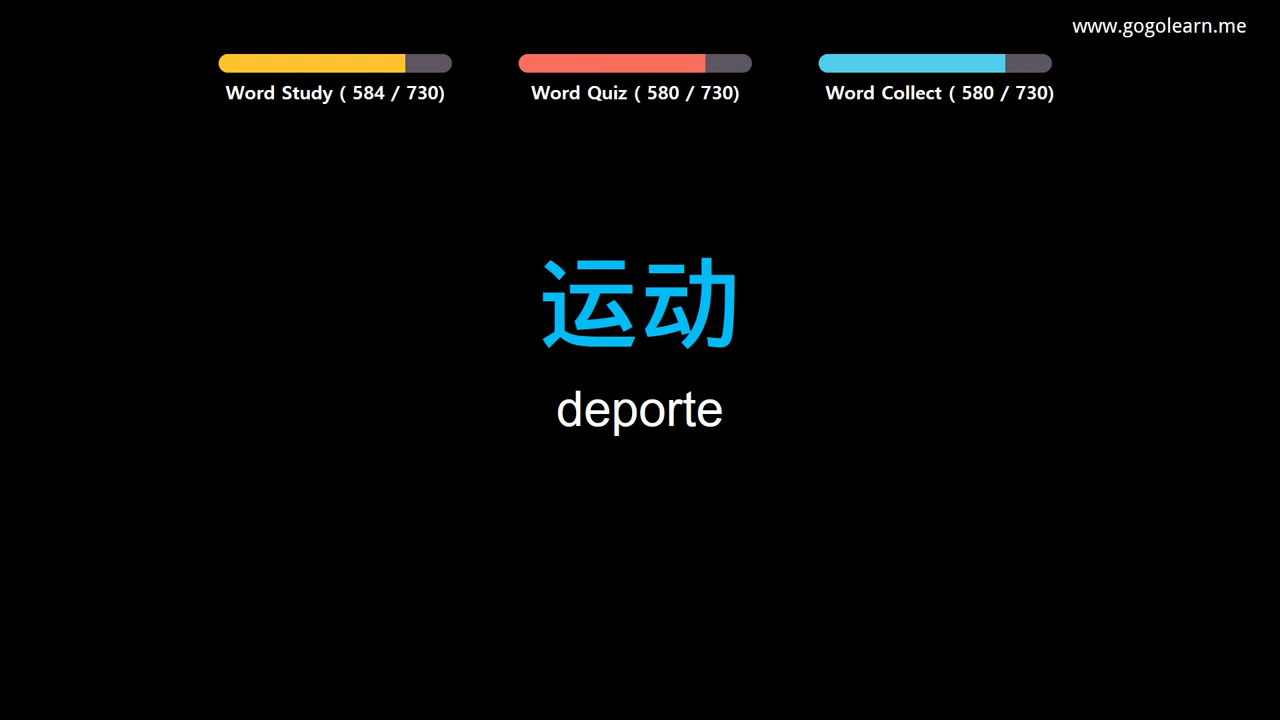 www.gogolearn.me
Word Study ( 584 / 730)
Word Quiz ( 580 / 730)
Word Collect ( 580 / 730)
运动
deporte